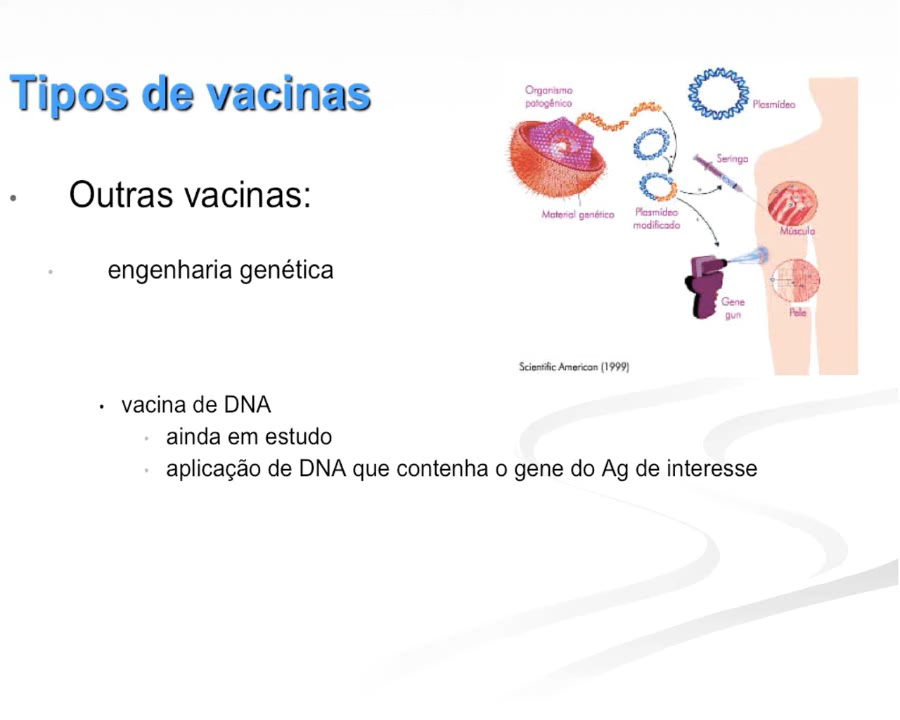 Tipos de vacinas
Outras vacinas:
engenharia genética
vacina de DNA
ainda em estudo
aplicação de DNA que contenha o gene do Ag de interesse
Organismo
patogênico
Plasmídeo
Seringa
Material genético
Plasmídeo
modificado
Músculo
Gene
gun
Pele
Scientific American (1999)